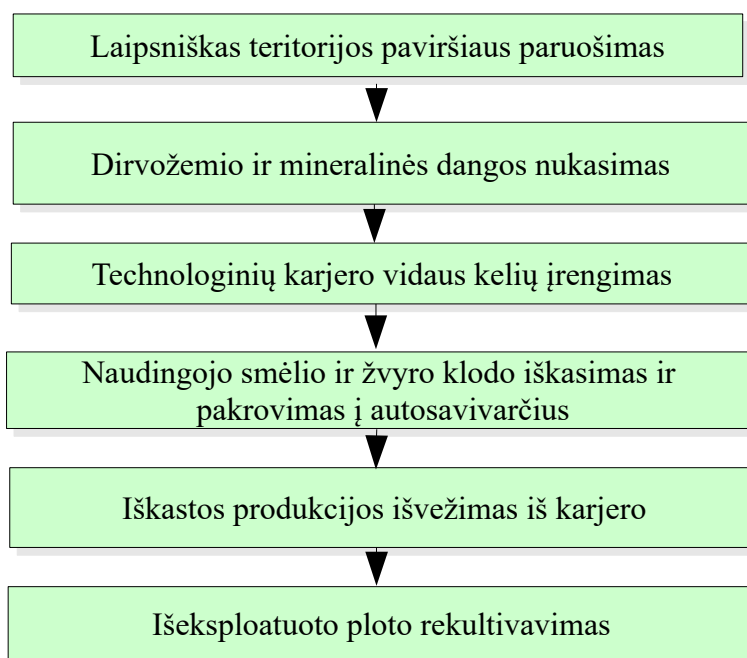 Laipsniškas teritorijos paviršiaus paruošimas
Dirvožemio ir mineralinės dangos nukasimas
Technologinių karjero vidaus kelių įrengimas
Naudingojo smėlio ir žvyro klodo iškasimas ir
pakrovimas į autosavivarčius
Iškastos produkcijos išvežimas iš karjero
Išeksploatuoto ploto rekultivavimas